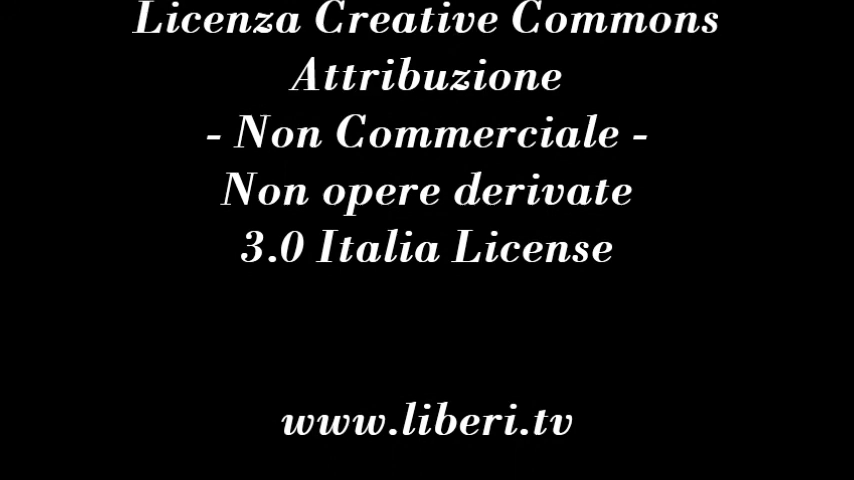 Licenza Creative Commons
Attribuzione
- Non Commerciale -
Non opere derivate
3.0 Italia License
www.liberi.tv